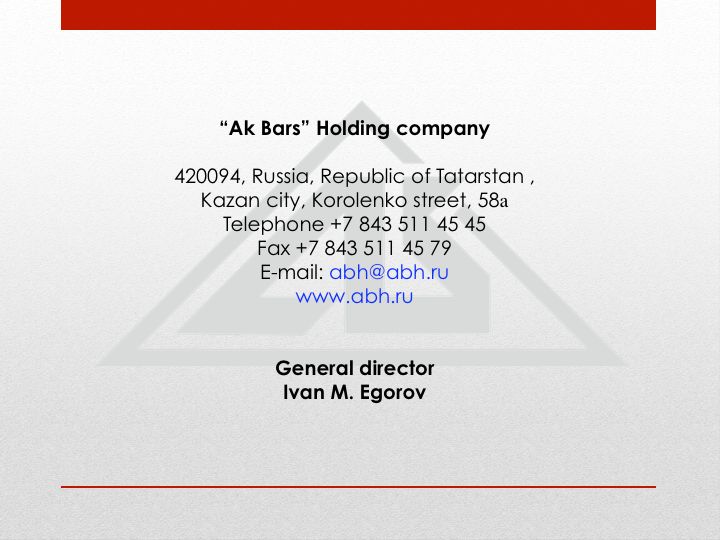 “Ak Bars” Holding company
420094, Russia, Republic of Tatarstan ,
Kazan city, Korolenko street, 58а
Telephone +7 843 511 45 45
Fax +7 843 511 45 79
E-mail: abh@abh.ru
www.abh.ru
General director
Ivan M. Egorov